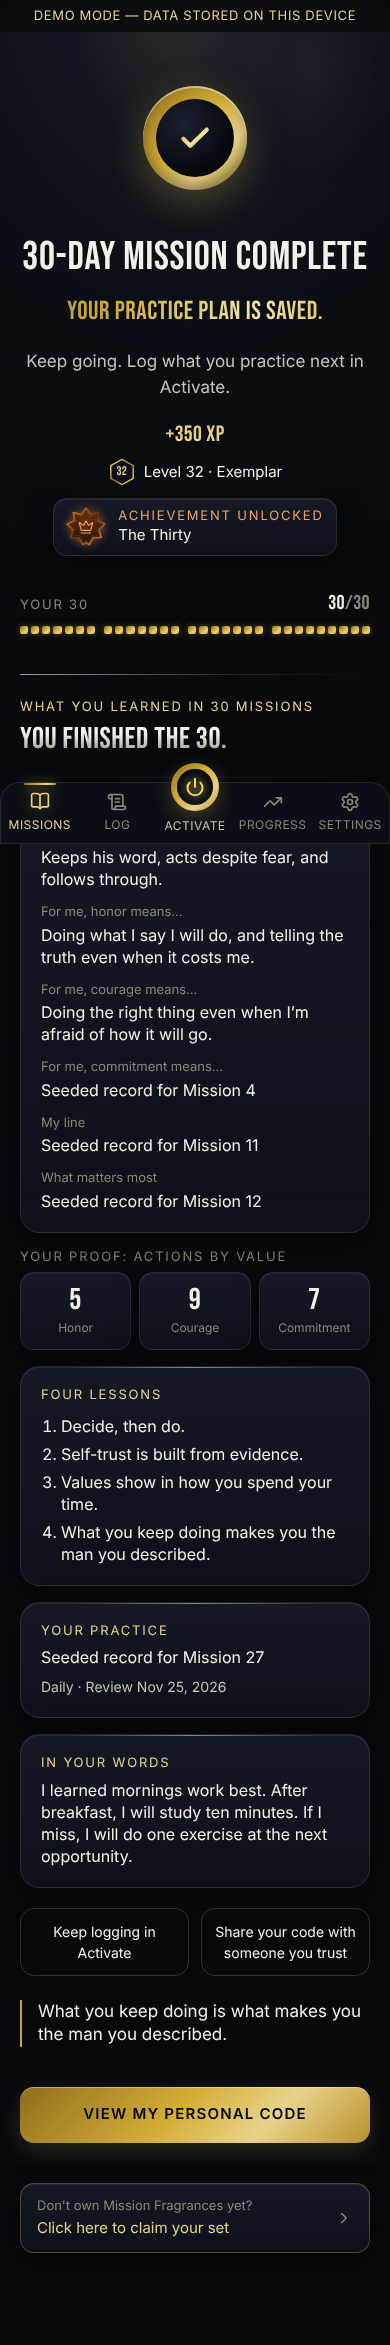 DEMO MODE — DATA STORED ON THIS DEVICE
30-DAY MISSION COMPLETE
YOUR PRACTICE PLAN IS SAVED.
Keep going. Log what you practice next in
Activate.
+350 XP
32
Level 32 · Exemplar
ACHIEVEMENT UNLOCKED
The Thirty
YOUR 30
30/30
WHAT YOU LEARNED IN 30 MISSIONS
YOU FINISHED THE 30.
MISSIONS
LOG
ACTIVATE
PROGRESS
SETTINGS
Keeps his word, acts despite fear, and
follows through.
For me, honor means...
Doing what I say I will do, and telling the
truth even when it costs me.
For me, courage means...
Doing the right thing even when I’m
afraid of how it will go.
For me, commitment means...
Seeded record for Mission 4
My line
Seeded record for Mission 11
What matters most
Seeded record for Mission 12
YOUR PROOF: ACTIONS BY VALUE
5
Honor
9
Courage
7
Commitment
FOUR LESSONS
1. Decide, then do.
2. Self-trust is built from evidence.
3. Values show in how you spend your
time.
4. What you keep doing makes you the
man you described.
YOUR PRACTICE
Seeded record for Mission 27
Daily · Review Nov 25, 2026
IN YOUR WORDS
I learned mornings work best. After
breakfast, I will study ten minutes. If I
miss, I will do one exercise at the next
opportunity.
Keep logging in
Activate
Share your code with
someone you trust
What you keep doing is what makes you
the man you described.
VIEW MY PERSONAL CODE
Don't own Mission Fragrances yet?
Click here to claim your set